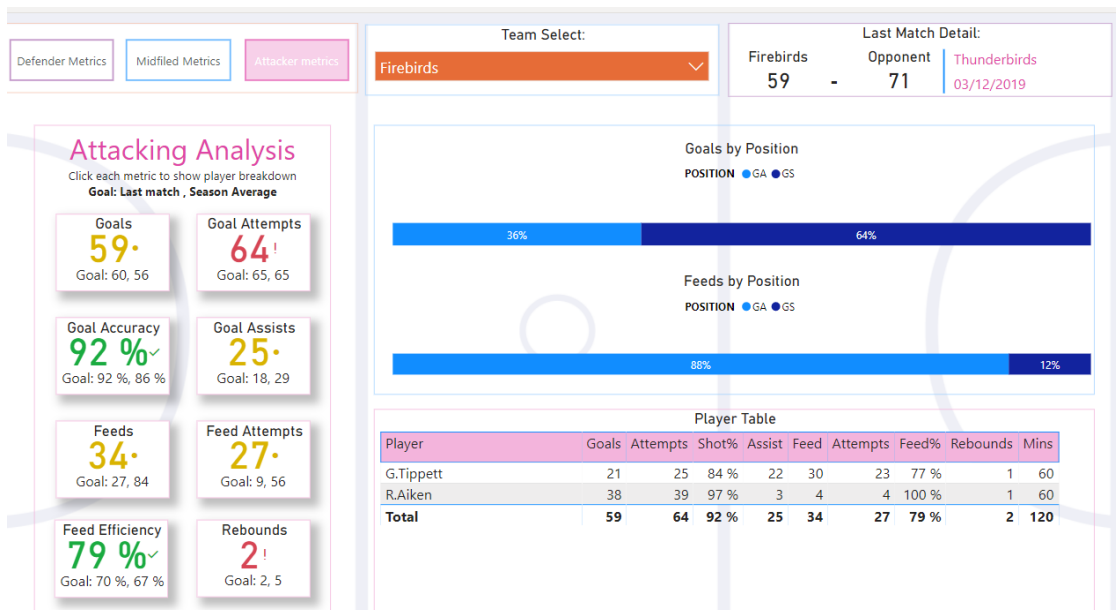 Defender Metrics
Midfiled Metrics
Attacker metrics
Team Select:
Firebirds
Last Match Detail:
Firebirds Opponent
59 - 71
Thunderbirds
03/12/2019
Attacking Analysis
Click each metric to show player breakdown
Goal: Last match , Season Average
Goals
59
Goal: 60, 56
Goal Attempts
64!
Goal: 65, 65
Goal Accuracy
92 %
Goal: 92 %, 86 %
Goal Assists
25
Goal: 18, 29
Feeds
34
Goal: 27, 84
Feed Attempts
27
Goal: 9, 56
Feed Efficiency
79 %
Goal: 70 %, 67 %
Rebounds
2!
Goal: 2, 5
Goals by Position
POSITION GA GS
36% 64%
Feeds by Position
POSITION GA GS
88% 12%
Player Table
Player Goals Attempts Shot% Assist Feed Attempts Feed% Rebounds Mins
G.Tippett 21 25 84 % 22 30 23 77 % 1 60
R.Aiken 38 39 97 % 3 4 4 100 % 1 60
Total 59 64 92 % 25 34 27 79 % 2 120